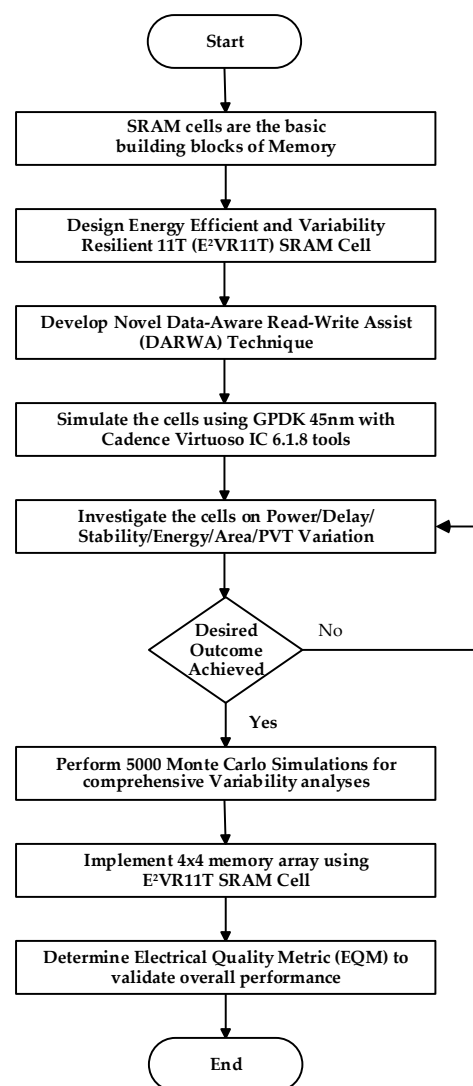 Start
SRAM cells are the basic
building blocks of Memory
Design Energy Efficient and Variability
Resilient 11T (E²VR11T) SRAM Cell
Develop Novel Data-Aware Read-Write Assist
(DARWA) Technique
Simulate the cells using GPDK 45nm with
Cadence Virtuoso IC 6.1.8 tools
Investigate the cells on Power/Delay/
Stability/Energy/Area/PVT Variation
Desired
Outcome
Achieved
No
Yes
Perform 5000 Monte Carlo Simulations for
comprehensive Variability analyses
Implement 4x4 memory array using
E²VR11T SRAM Cell
Determine Electrical Quality Metric (EQM) to
validate overall performance
End